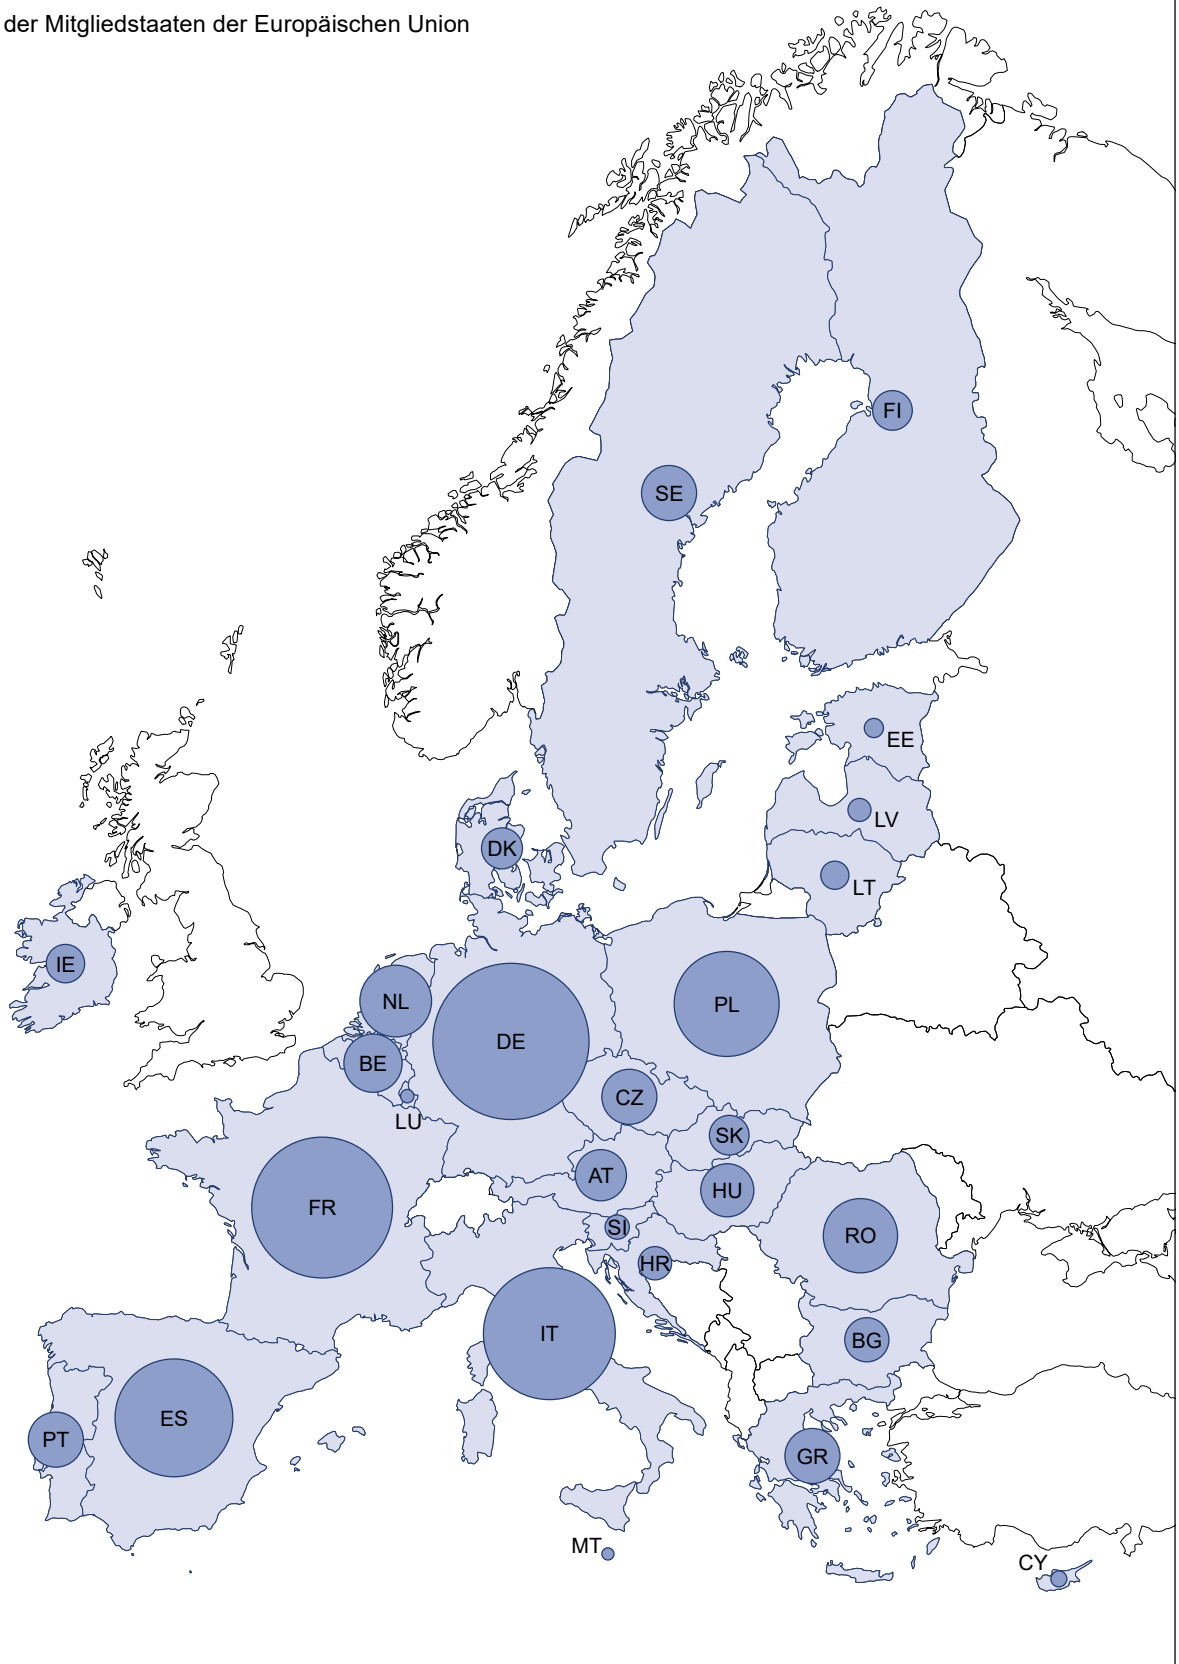 der Mitgliedstaaten der Europäischen Union
FI
SE
EE
LV
DK
LT
IE
NL
PL
DE
BE
CZ
LU
SK
AT
HU
FR
SI
RO
HR
IT
BG
ES
PT
GR
MT
CY